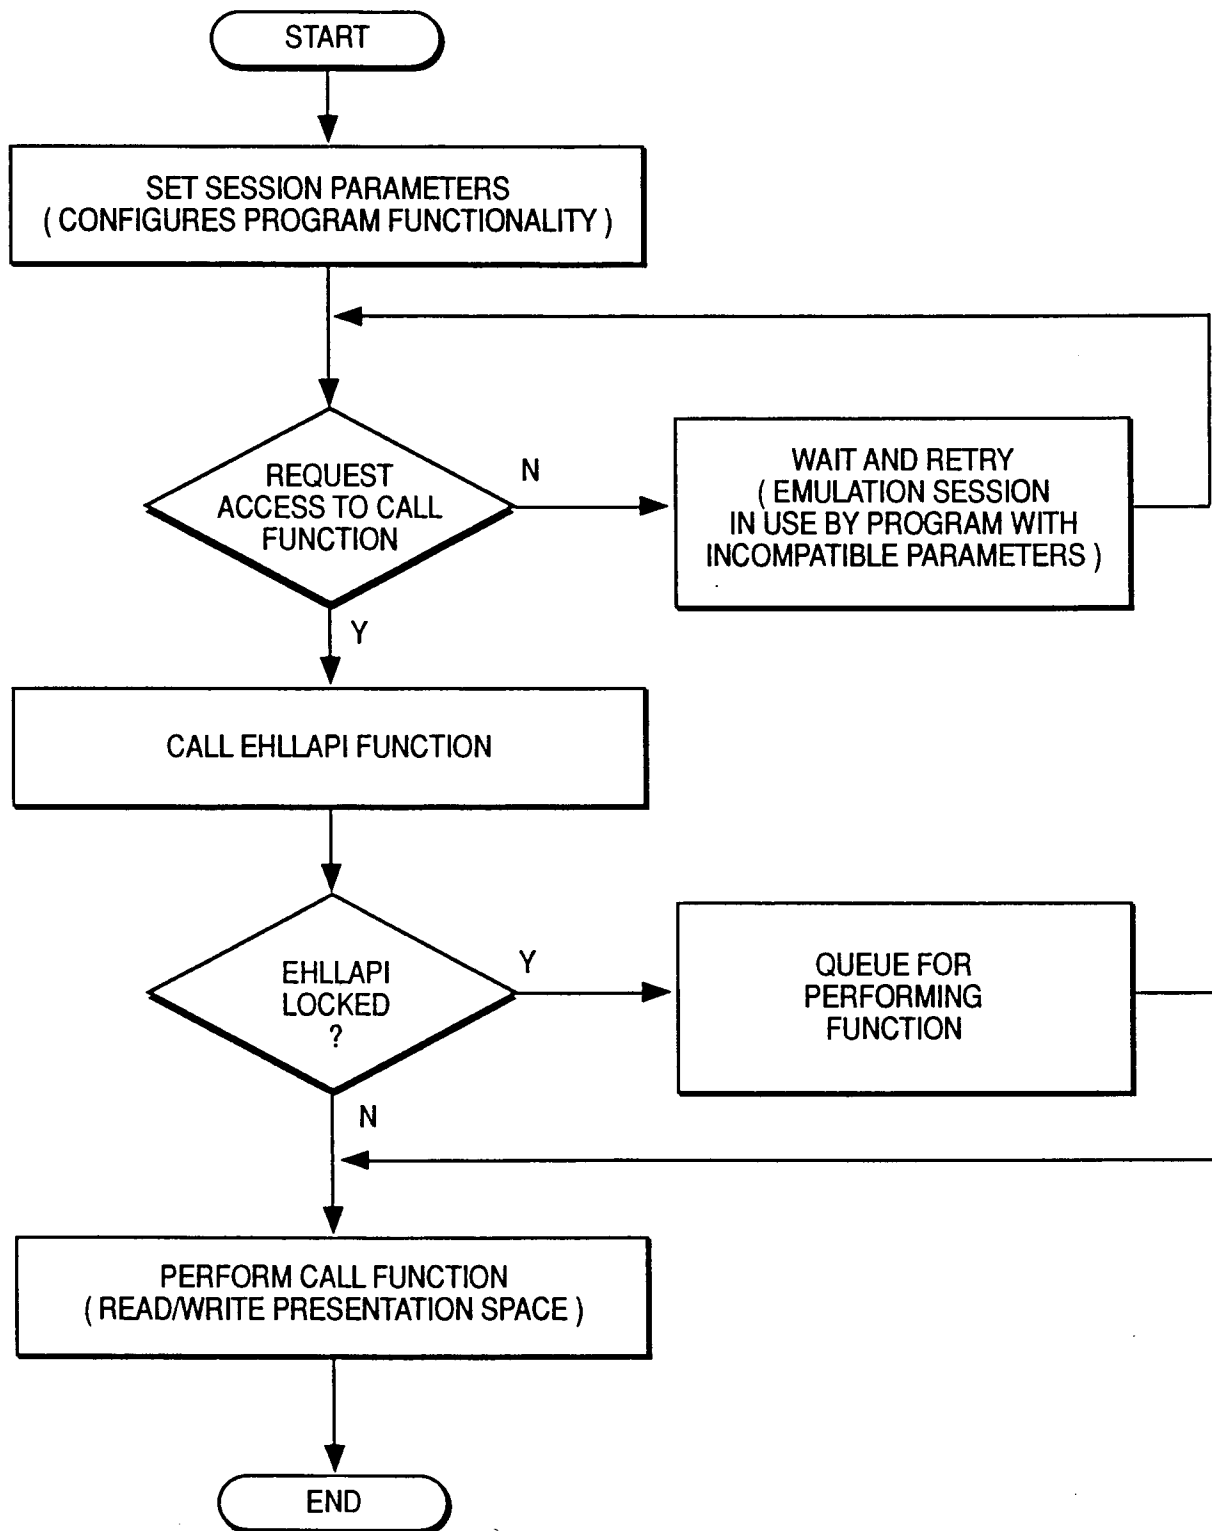 START
SET SESSION PARAMETERS
( CONFIGURES PROGRAM FUNCTIONALITY )
REQUEST
ACCESS TO CALL
FUNCTION
N
WAIT AND RETRY
( EMULATION SESSION
IN USE BY PROGRAM WITH
INCOMPATIBLE PARAMETERS )
Y
CALL EHLLAPI FUNCTION
EHLLAPI
LOCKED
?
Y
QUEUE FOR
PERFORMING
FUNCTION
N
PERFORM CALL FUNCTION
( READ/WRITE PRESENTATION SPACE )
END